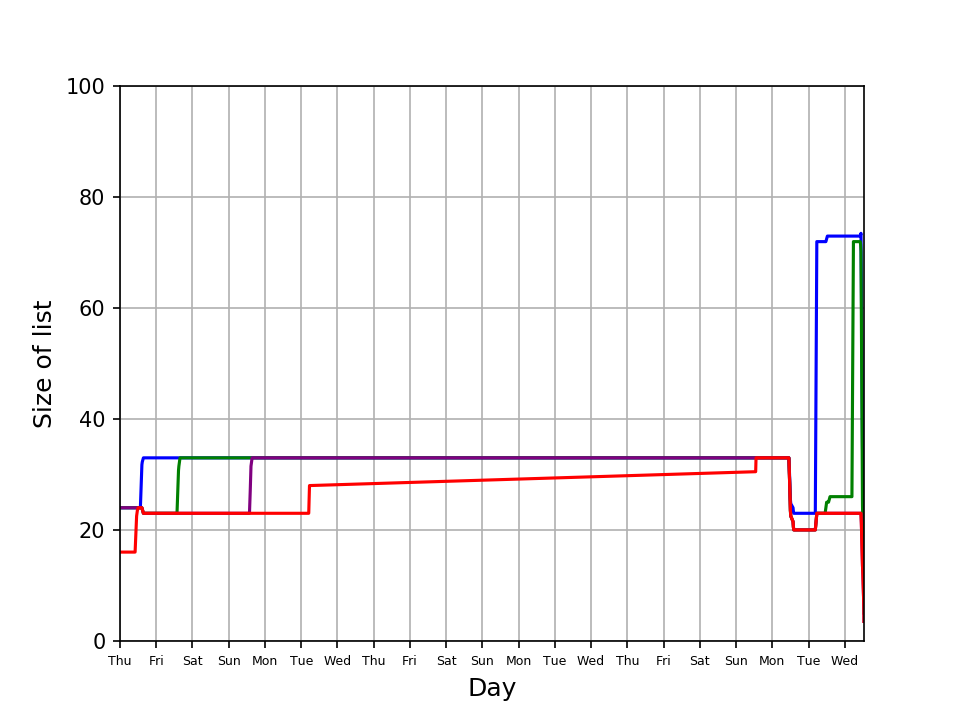 100
80
60
40
20
0
Size of list
Thu Fri Sat Sun Mon Tue Wed Thu Fri Sat Sun Mon Tue Wed Thu Fri Sat Sun Mon Tue Wed
Day